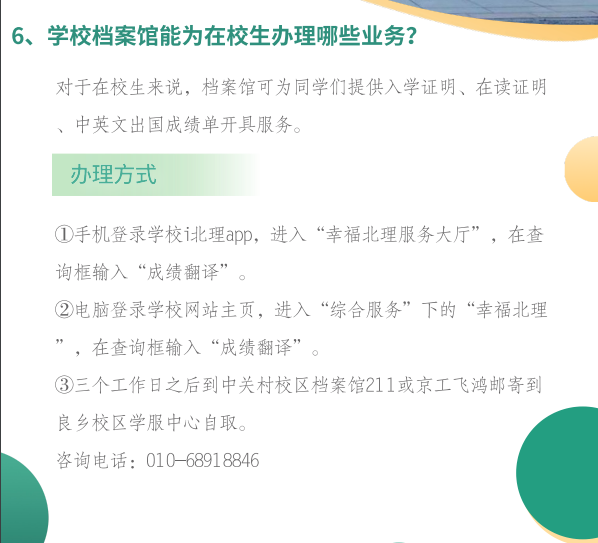 6、学校档案馆能为在校生办理哪些业务？
对于在校生来说，档案馆可为同学们提供入学证明、在读证明
、中英文出国成绩单开具服务。
办理方式
①手机登录学校i北理app，进入“幸福北理服务大厅”，在查
询框输入“成绩翻译”。
②电脑登录学校网站主页，进入“综合服务”下的“幸福北理
”，在查询框输入“成绩翻译”。
③三个工作日之后到中关村校区档案馆211或京工飞鸿邮寄到
良乡校区学服中心自取。
咨询电话：010—68918846